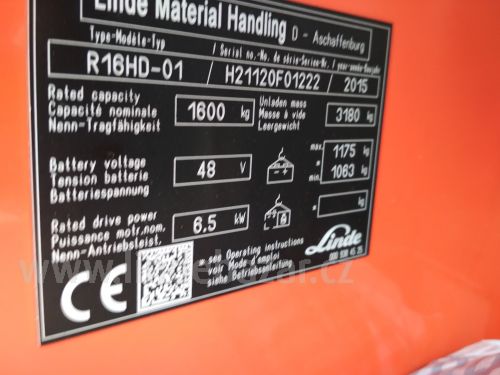 Linde Material Handling D - Aschaffenburg
Type-Modèle-Typ / Serial no.-No. de série-Serien-Nr. / year-année-Baujahr
R16HD-01 / H21120F01222 / 2015
Rated capacity
Capacité nominale
Nenn-Tragfähigkeit
1600 kg
Unladen mass
Masse à vide
Leergewicht
3180 kg
Battery voltage
Tension batterie
Batteriespannung
48 V
max. 1175 kg
min. 1063 kg
Rated drive power
Puissance motr.nom.
Nenn-Antriebsleist.
6.5 kW
* kg
* see Operating instructions
voir Mode d'emploi
siehe Betriebsanleitung
CE
Linde